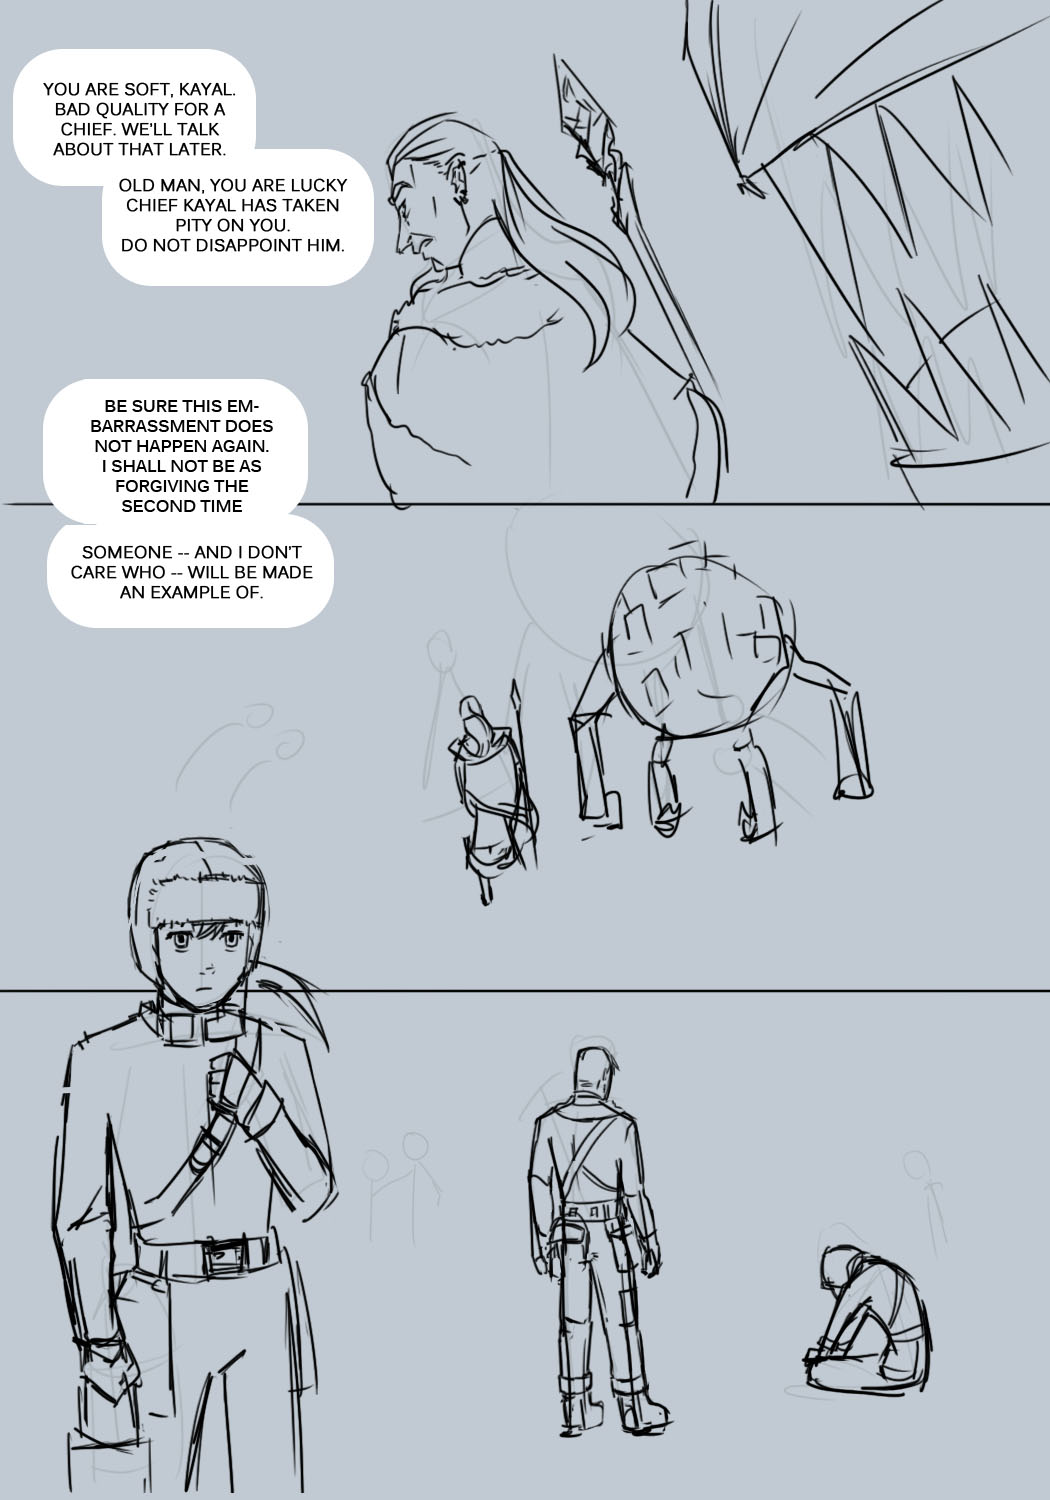 YOU ARE SOFT, KAYAL.
BAD QUALITY FOR A
CHIEF. WE'LL TALK
ABOUT THAT LATER.
OLD MAN, YOU ARE LUCKY
CHIEF KAYAL HAS TAKEN
PITY ON YOU.
DO NOT DISAPPOINT HIM.
BE SURE THIS EM-
BARRASSMENT DOES
NOT HAPPEN AGAIN.
I SHALL NOT BE AS
FORGIVING THE
SECOND TIME
SOMEONE -- AND I DON'T
CARE WHO -- WILL BE MADE
AN EXAMPLE OF.